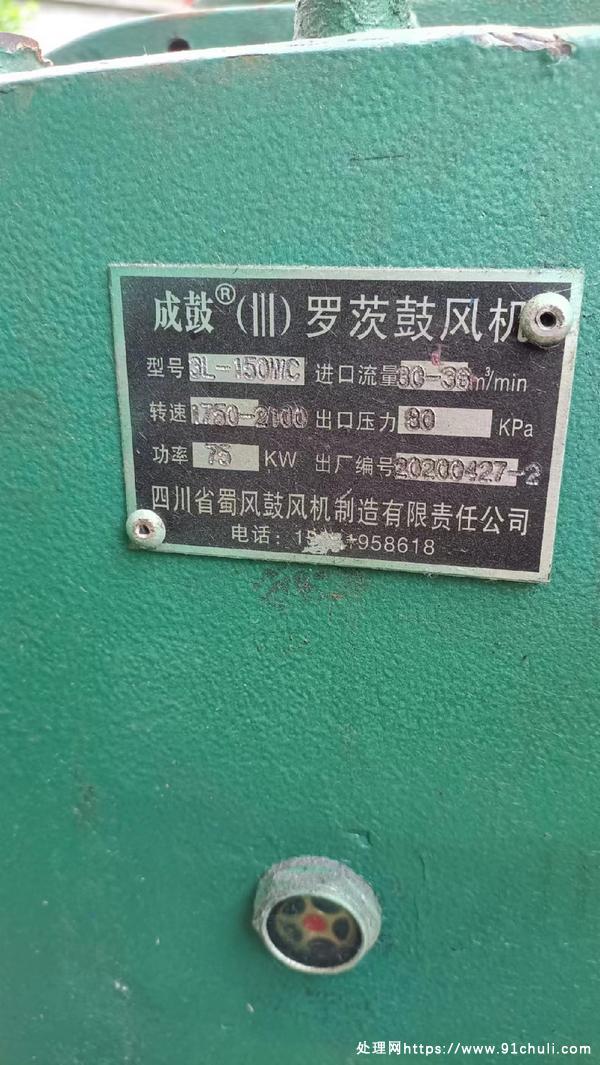 成鼓® (III) 罗茨鼓风机
型号 3L-150WC 进口流量 30-36 m³/min
转速 1750-2100 出口压力 80 KPa
功率 75 KW 出厂编号 20200427-2
四川省蜀风鼓风机制造有限责任公司
电话: 958618
处理网https://www.91chuli.com